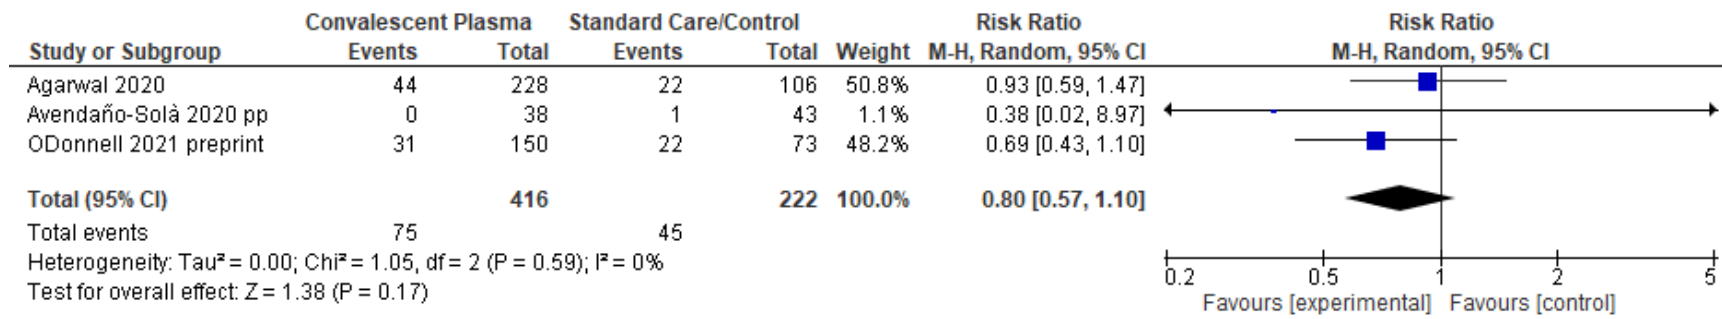 Convalescent Plasma Standard Care/Control Risk Ratio Risk Ratio
Study or Subgroup Events Total Events Total Weight M-H, Random, 95% CI M-H, Random, 95% CI
Agarwal 2020 44 228 22 106 50.8% 0.93 [0.59, 1.47]
Avendaño-Solà 2020 pp 0 38 1 43 1.1% 0.38 [0.02, 8.97]
ODonnell 2021 preprint 31 150 22 73 48.2% 0.69 [0.43, 1.10]
Total (95% CI) 416 222 100.0% 0.80 [0.57, 1.10]
Total events 75 45
Heterogeneity: Tau² = 0.00; Chi² = 1.05, df = 2 (P = 0.59); I² = 0%
Test for overall effect: Z = 1.38 (P = 0.17)
0.2 0.5 1 2 5
Favours [experimental] Favours [control]